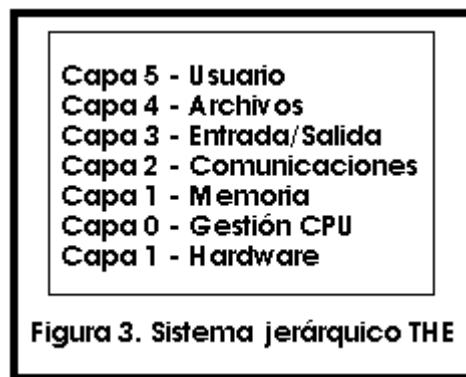 Capa 5 - Usuario
Capa 4 - Archivos
Capa 3 - Entrada/Salida
Capa 2 - Comunicaciones
Capa 1 - Memoria
Capa 0 - Gestión CPU
Capa 1 - Hardware
Figura 3. Sistema jerárquico THE